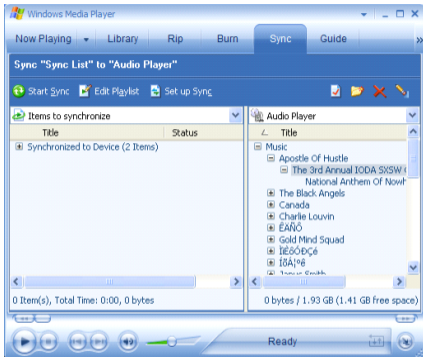 Windows Media Player
Now Playing Library Rip Burn Sync Guide »
Sync "Sync List" to "Audio Player"
Start Sync Edit Playlist Set up Sync
Items to synchronize
Title Status
Synchronized to Device (2 Items)
Audio Player
Title
Music
Apostle Of Hustle
The 3rd Annual IODA SXSW
National Anthem Of Nowh
The Black Angels
Canada
Charlie Louvin
ÊÀÑÔ
Gold Mind Squad
0 Item(s), Total Time: 0:00, 0 bytes
0 bytes / 1.93 GB (1.41 GB free space)
Ready